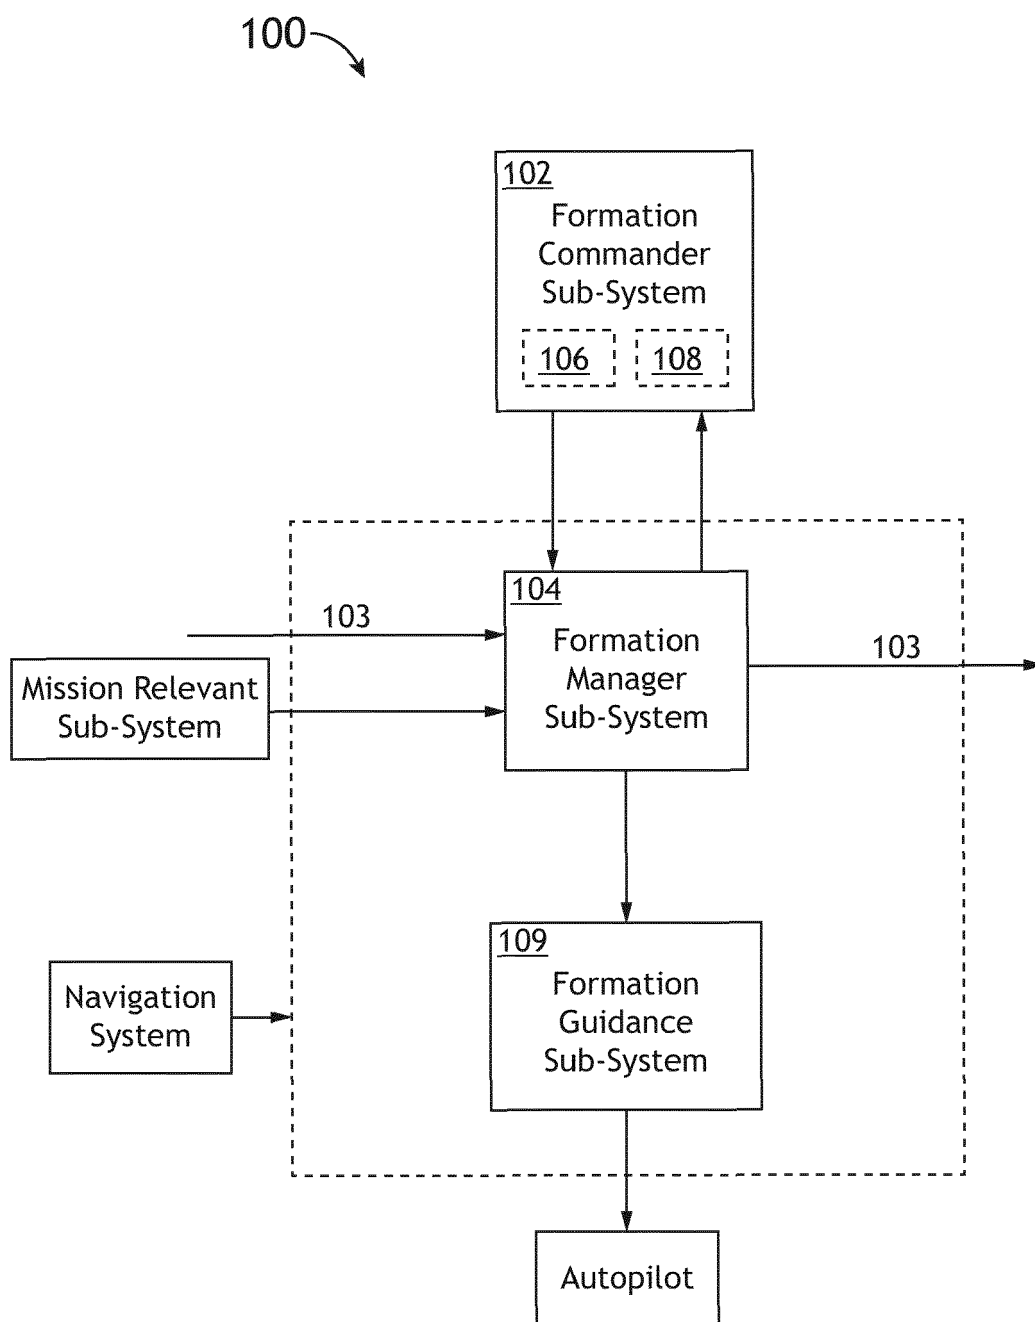 100
102
Formation
Commander
Sub-System
106 108
104
Formation
Manager
Sub-System
103
103
Mission Relevant
Sub-System
109
Formation
Guidance
Sub-System
Navigation
System
Autopilot